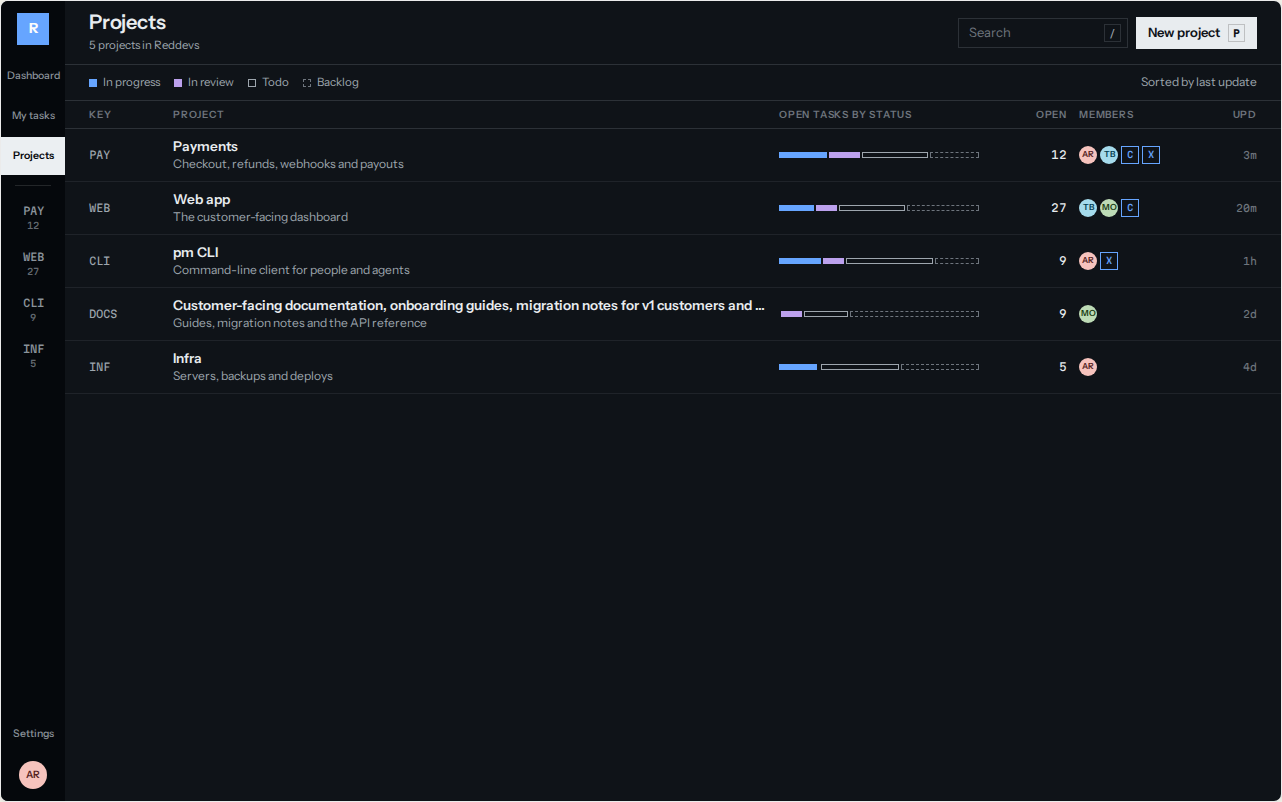 R
Dashboard
My tasks
Projects
PAY
12
WEB
27
CLI
9
INF
5
Settings
AR
Projects
5 projects in Reddevs
Search /
New project P
In progress In review Todo Backlog
Sorted by last update
KEY PROJECT OPEN TASKS BY STATUS OPEN MEMBERS UPD
PAY Payments 12 AR TB C X 3m
Checkout, refunds, webhooks and payouts
WEB Web app 27 TB MO C 20m
The customer-facing dashboard
CLI pm CLI 9 AR X 1h
Command-line client for people and agents
DOCS Customer-facing documentation, onboarding guides, migration notes for v1 customers and ... 9 MO 2d
Guides, migration notes and the API reference
INF Infra 5 AR 4d
Servers, backups and deploys